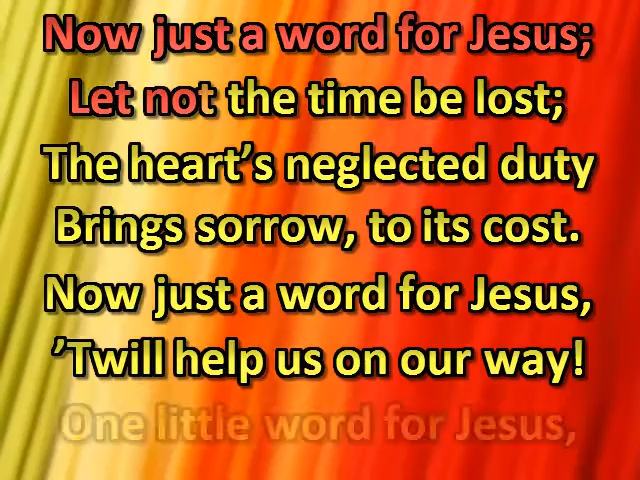 Now just a word for Jesus;
Let not the time be lost;
The heart’s neglected duty
Brings sorrow, to its cost.
Now just a word for Jesus,
’Twill help us on our way!
One little word for Jesus,